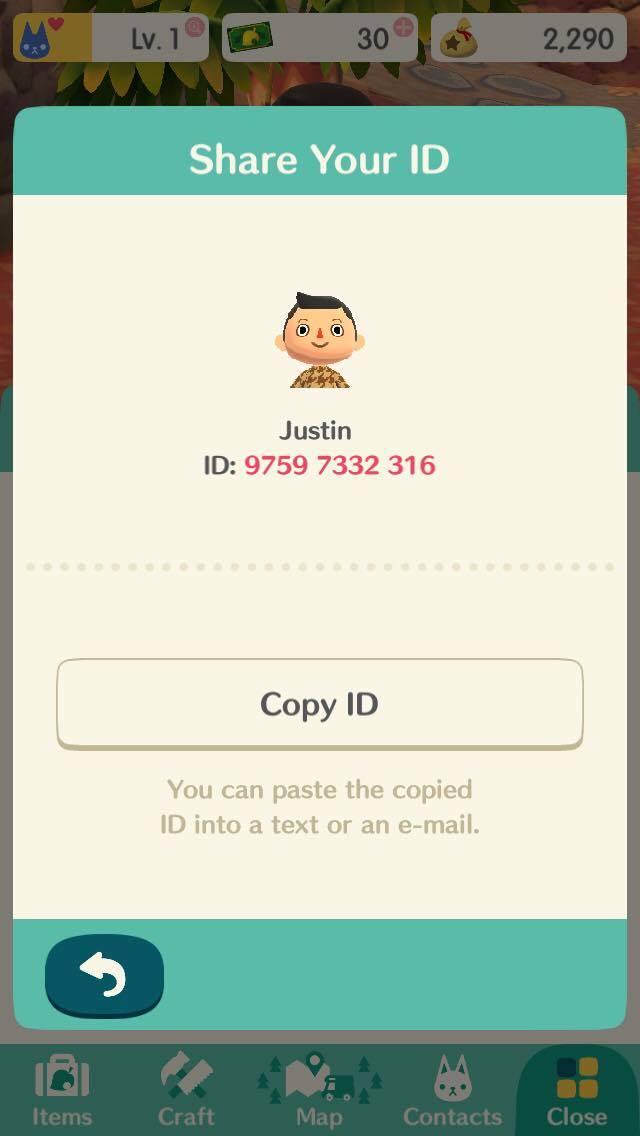 Lv. 1
30
2,290
Share Your ID
Justin
ID: 9759 7332 316
Copy ID
You can paste the copied
ID into a text or an e-mail.
Items
Craft
Map
Contacts
Close